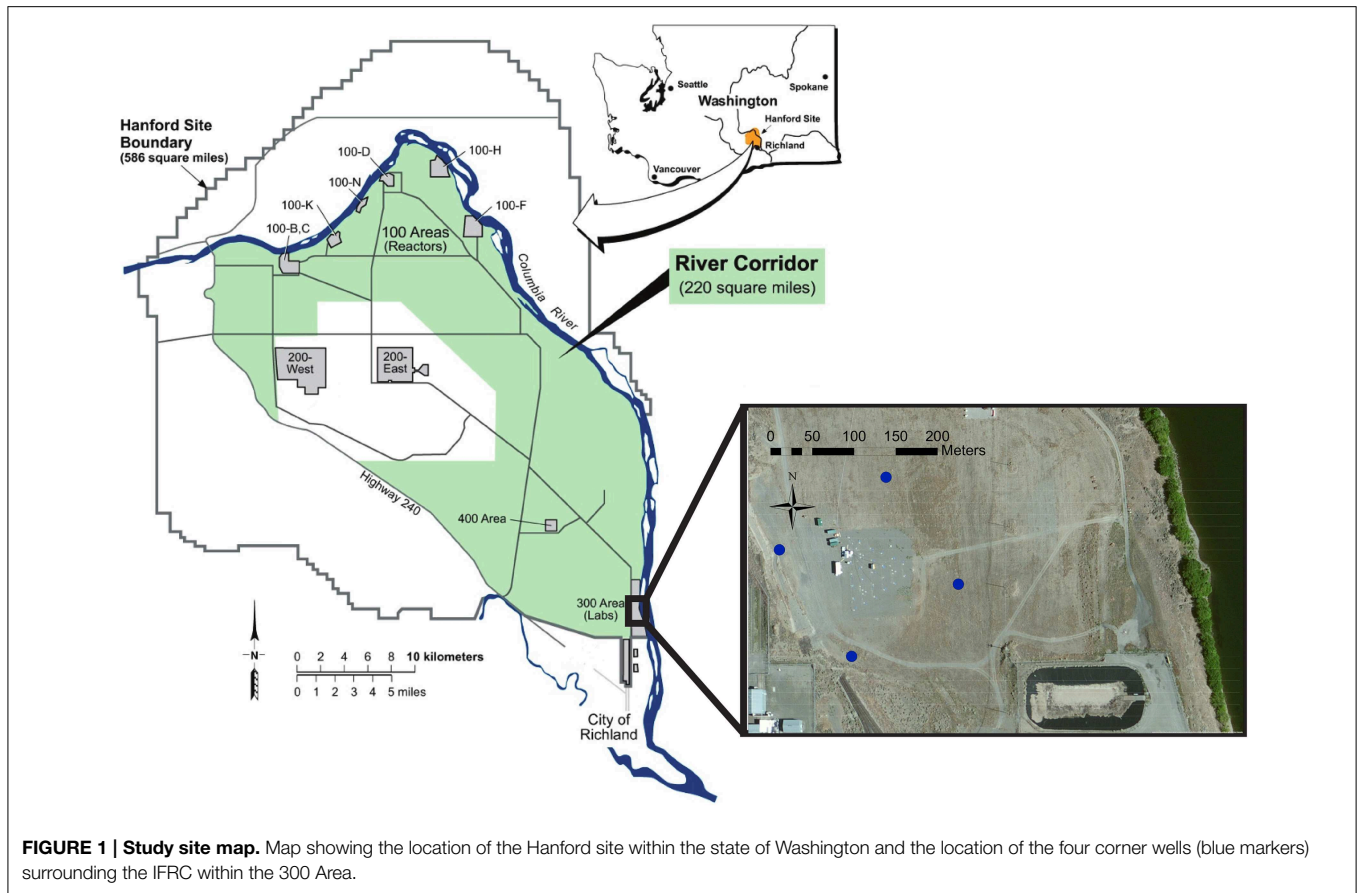 Seattle
Spokane
Washington
Hanford Site
Richland
Vancouver
Hanford Site
Boundary
(586 square miles)
100-D
100-H
100-N
100-K
100-F
100-B,C
100 Areas
(Reactors)
River Corridor
(220 square miles)
Columbia
River
200-
West
200-
East
Highway 240
400 Area
300 Area
(Labs)
0 50 100 150 200
Meters
N
N
0 2 4 6 8 10 kilometers
0 1 2 3 4 5 miles
City of
Richland
FIGURE 1 | Study site map. Map showing the location of the Hanford site within the state of Washington and the location of the four corner wells (blue markers)
surrounding the IFRC within the 300 Area.